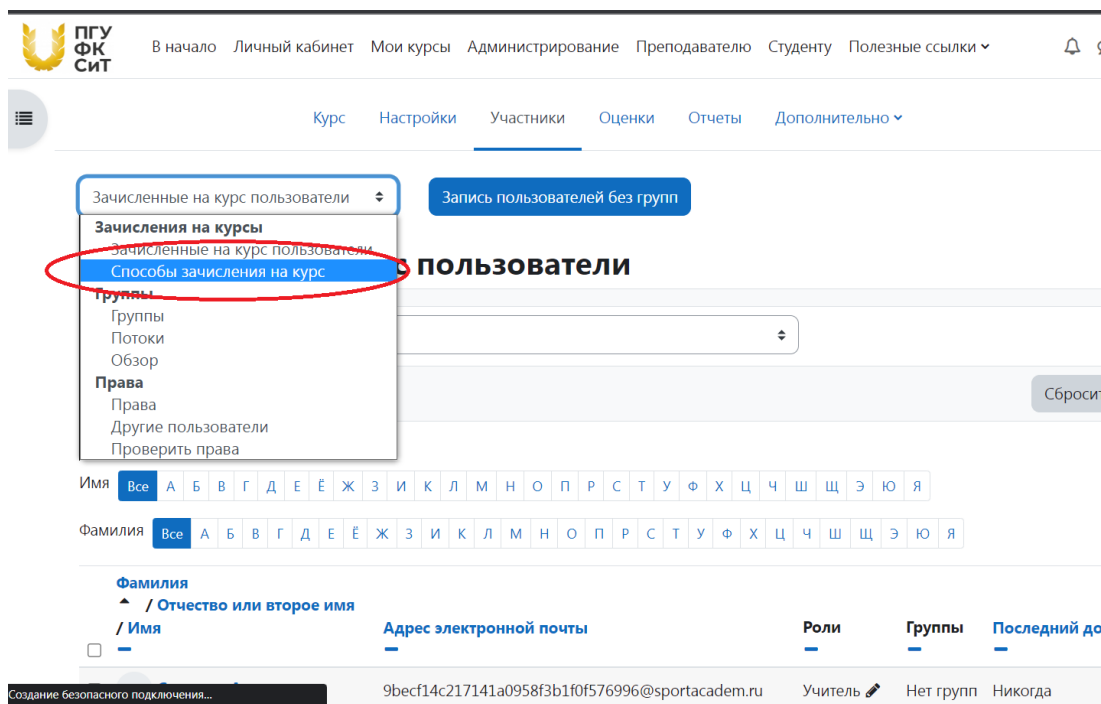 ПГУ
ФК
СиТ
В начало Личный кабинет Мои курсы Администрирование Преподавателю Студенту Полезные ссылки
Курс Настройки Участники Оценки Отчеты Дополнительно
Зачисленные на курс пользователи
Запись пользователей без групп
Зачисления на курсы
Зачисленные на курс пользователи
Способы зачисления на курс
с пользователи
Группы
Группы
Потоки
Обзор
Права
Права
Сбросит
Другие пользователи
Проверить права
Имя Все А Б В Г Д Е Ё Ж З И К Л М Н О П Р С Т У Ф Х Ц Ч Ш Щ Э Ю Я
Фамилия Все А Б В Г Д Е Ё Ж З И К Л М Н О П Р С Т У Ф Х Ц Ч Ш Щ Э Ю Я
Фамилия
/ Отчество или второе имя
/ Имя Адрес электронной почты Роли Группы Последний до
9becf14c217141a0958f3b1f0f576996@sportacadem.ru Учитель Нет групп Никогда
Создание безопасного подключения...